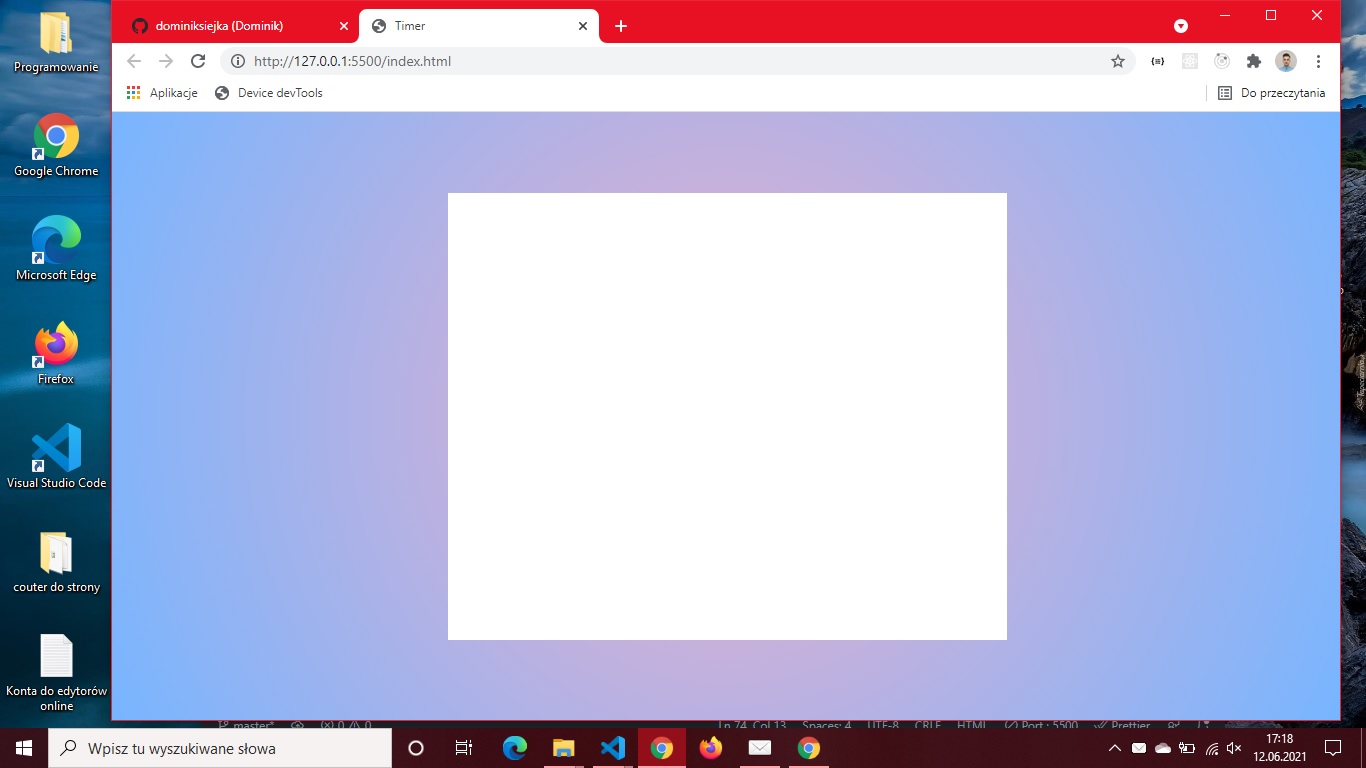 Programowanie
Google Chrome
Microsoft Edge
Firefox
Visual Studio Code
couter do strony
Konta do edytorów
online
dominiksiejka (Dominik)
Timer
http://127.0.0.1:5500/index.html
Aplikacje
Device devTools
Do przeczytania
master*
Ln 74, Col 13
Spaces: 4
UTF-8
CRLF
HTML
Port : 5500
Prettier
Wpisz tu wyszukiwane słowa
17:18
12.06.2021